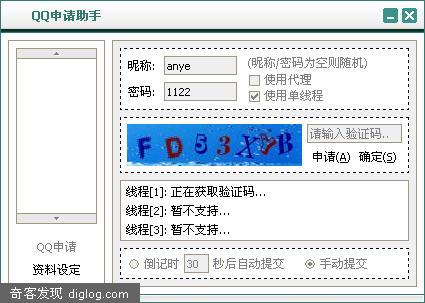 QQ申请助手
昵称: anye (昵称/密码为空则随机)
使用代理
密码: 1122 使用单线程
FD53XYB
请输入验证码..
申请(A) 确定(S)
线程[1]: 正在获取验证码...
线程[2]: 暂不支持...
线程[3]: 暂不支持...
倒记时 30 秒后自动提交 手动提交
QQ申请
资料设定
奇客发现 diglog.com